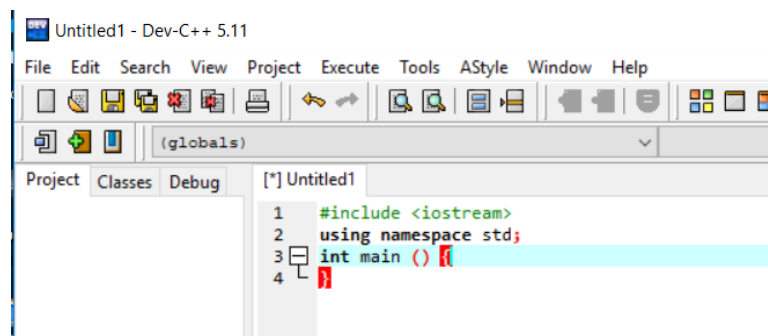 DEV
Untitled1 - Dev-C++ 5.11
File Edit Search View Project Execute Tools AStyle Window Help
(globals)
Project Classes Debug [*] Untitled1
1 #include <iostream>
2 using namespace std;
3 int main () {
4 }